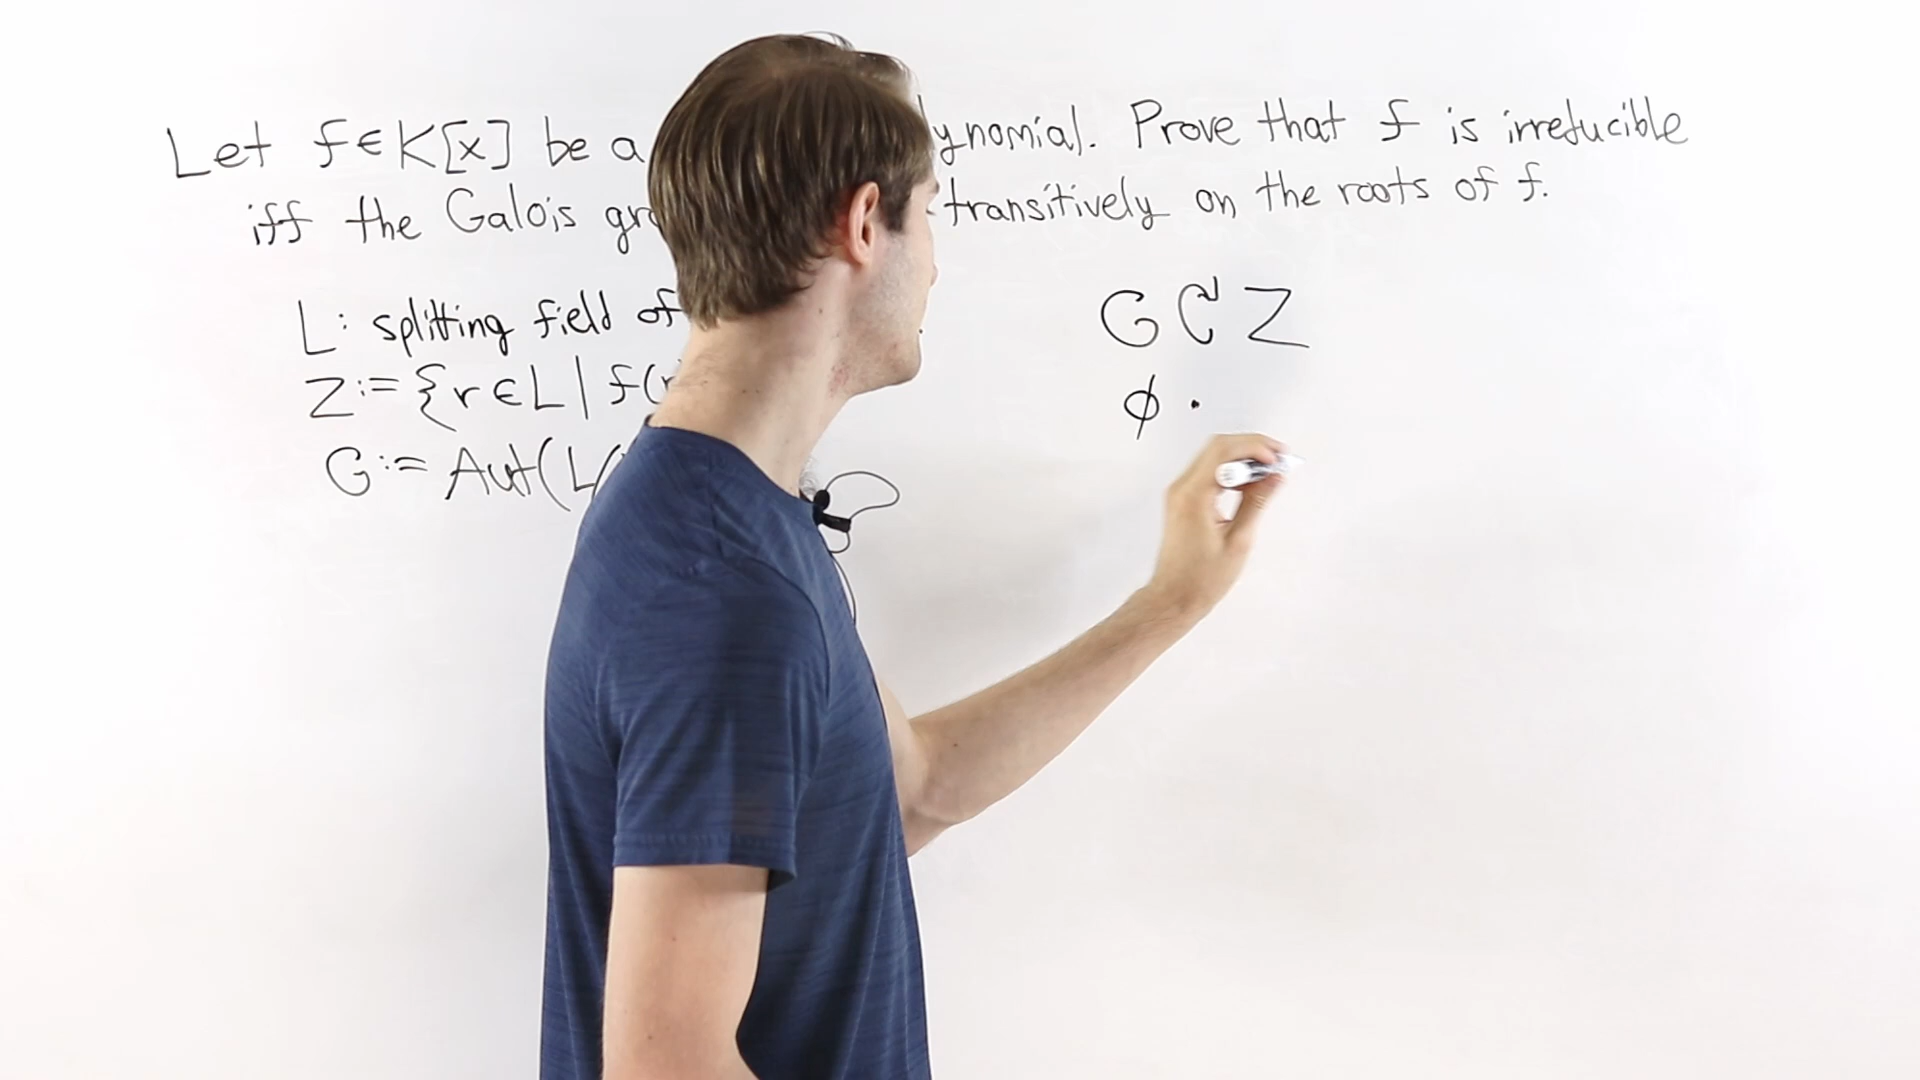 Let f∈K[x] be a ynomial. Prove that f is irreducible
iff the Galois gr transitively on the roots of f.
L: splitting field of
Z:={r∈L|f(r
G:= Aut(L/
G ↷ Z
φ ·